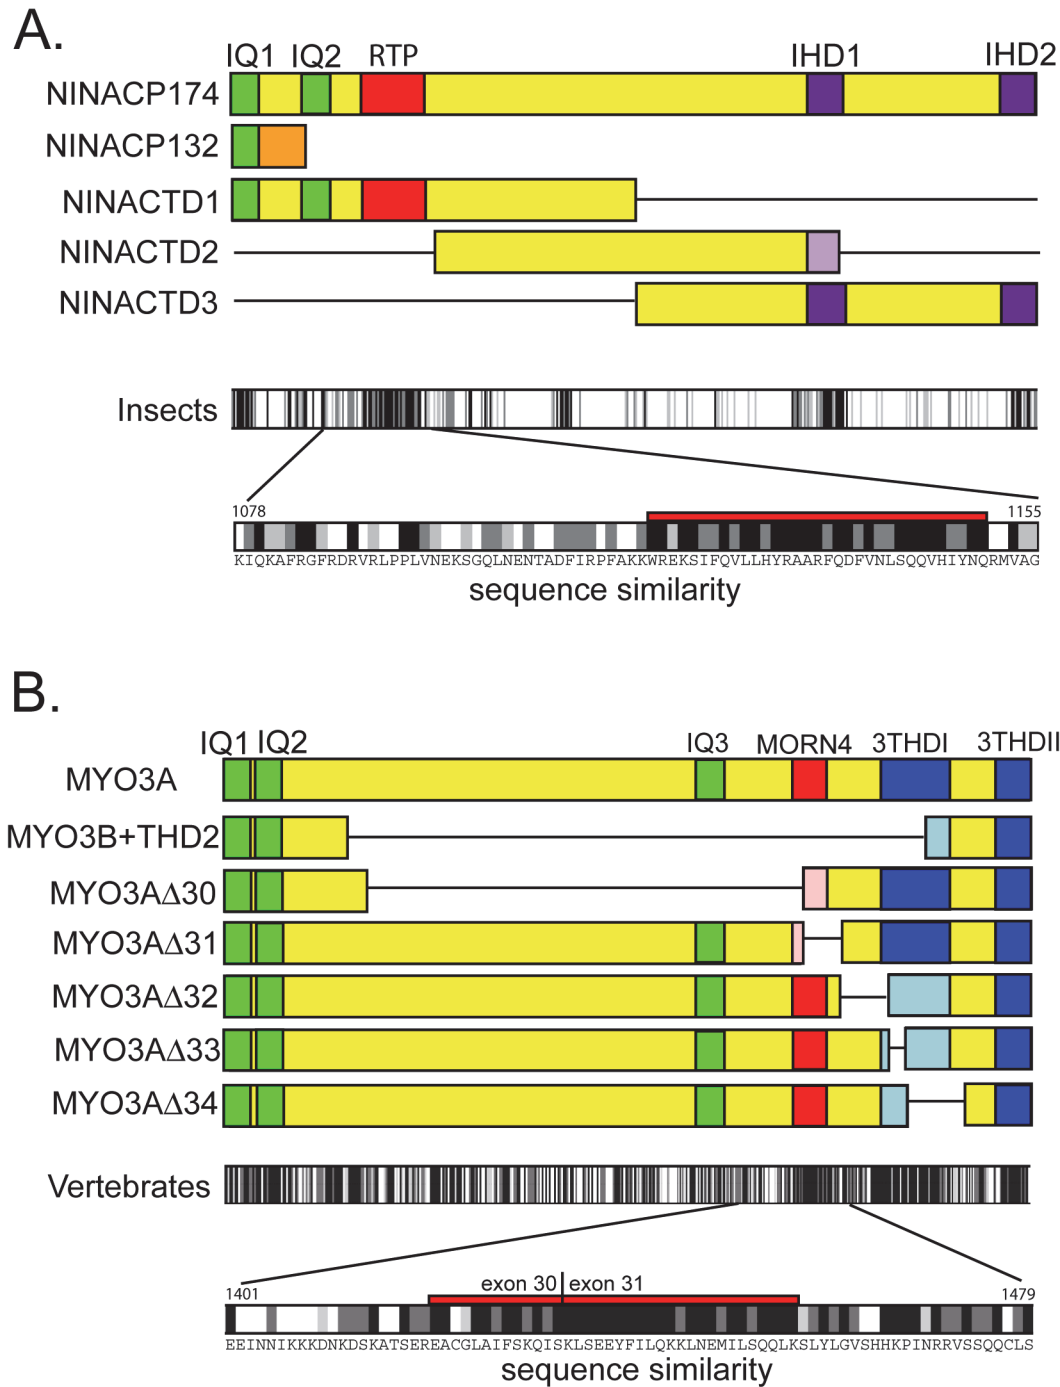 A.
IQ1 IQ2 RTP IHD1 IHD2
NINACP174
NINACP132
NINACTD1
NINACTD2
NINACTD3
Insects
1078 1155
KIQKAFRGFRDRVRLPPLVNEKSGQLNENTADFIRPFAKKWREKSIFQVLLHYRAARFQDFVNLSQQVHIYNQRMVAG
sequence similarity
B.
IQ1 IQ2 IQ3 MORN4 3THDI 3THDII
MYO3A
MYO3B+THD2
MYO3AΔ30
MYO3AΔ31
MYO3AΔ32
MYO3AΔ33
MYO3AΔ34
Vertebrates
1401 exon 30 exon 31 1479
EEINNIKKKDNKDSKATSEREACGLAIFSKQISKLSEEYFILQKKLNEMILSQQLKSLYLGVSHHKPINRRVSSQQCLS
sequence similarity